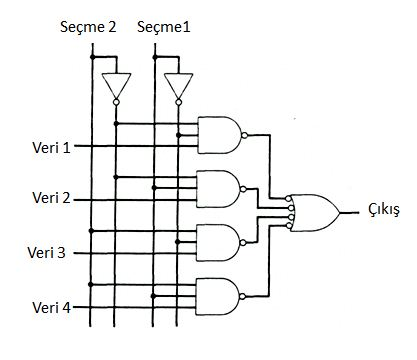 Seçme 2 Seçme1
Veri 1
Veri 2
Çıkış
Veri 3
Veri 4